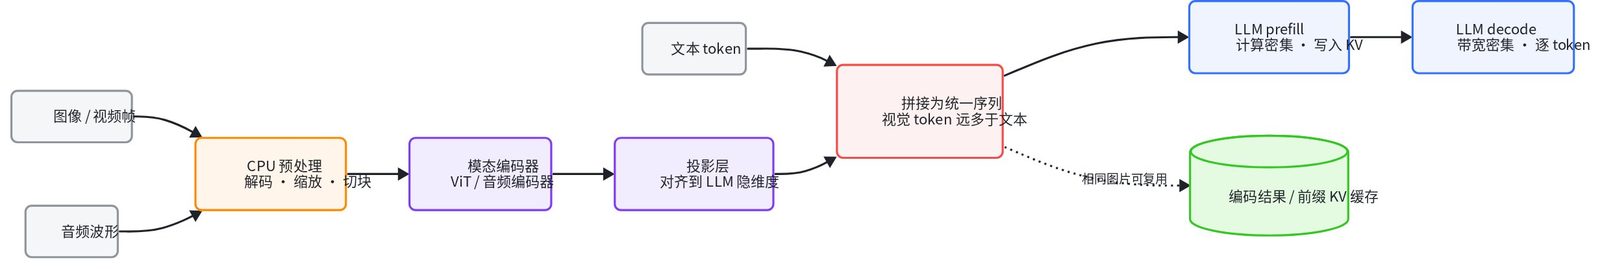 图像 / 视频帧
音频波形
CPU 预处理
解码 · 缩放 · 切块
模态编码器
ViT / 音频编码器
投影层
对齐到 LLM 隐维度
文本 token
拼接为统一序列
视觉 token 远多于文本
相同图片可复用
LLM prefill
计算密集 · 写入 KV
LLM decode
带宽密集 · 逐 token
编码结果 / 前缀 KV 缓存